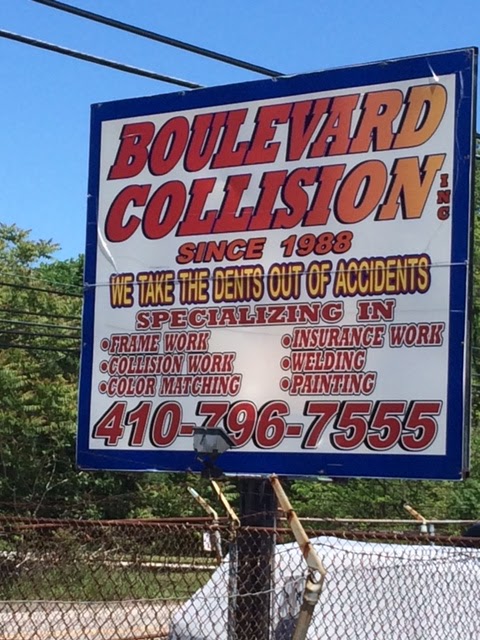 BOULEVARD
COLLISION INC
SINCE 1988
WE TAKE THE DENTS OUT OF ACCIDENTS
SPECIALIZING IN
•FRAME WORK
•COLLISION WORK
•COLOR MATCHING
•INSURANCE WORK
•WELDING
•PAINTING
410-796-7555